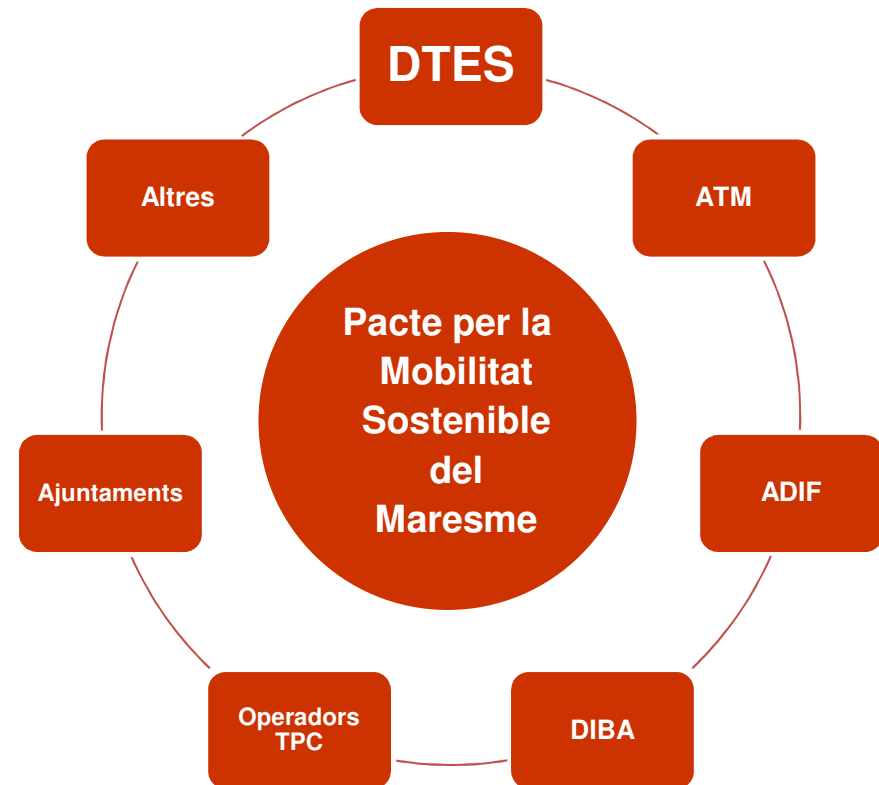 DTES
Altres
ATM
Pacte per la
Mobilitat
Sostenible
del
Maresme
Ajuntaments
ADIF
Operadors
TPC
DIBA